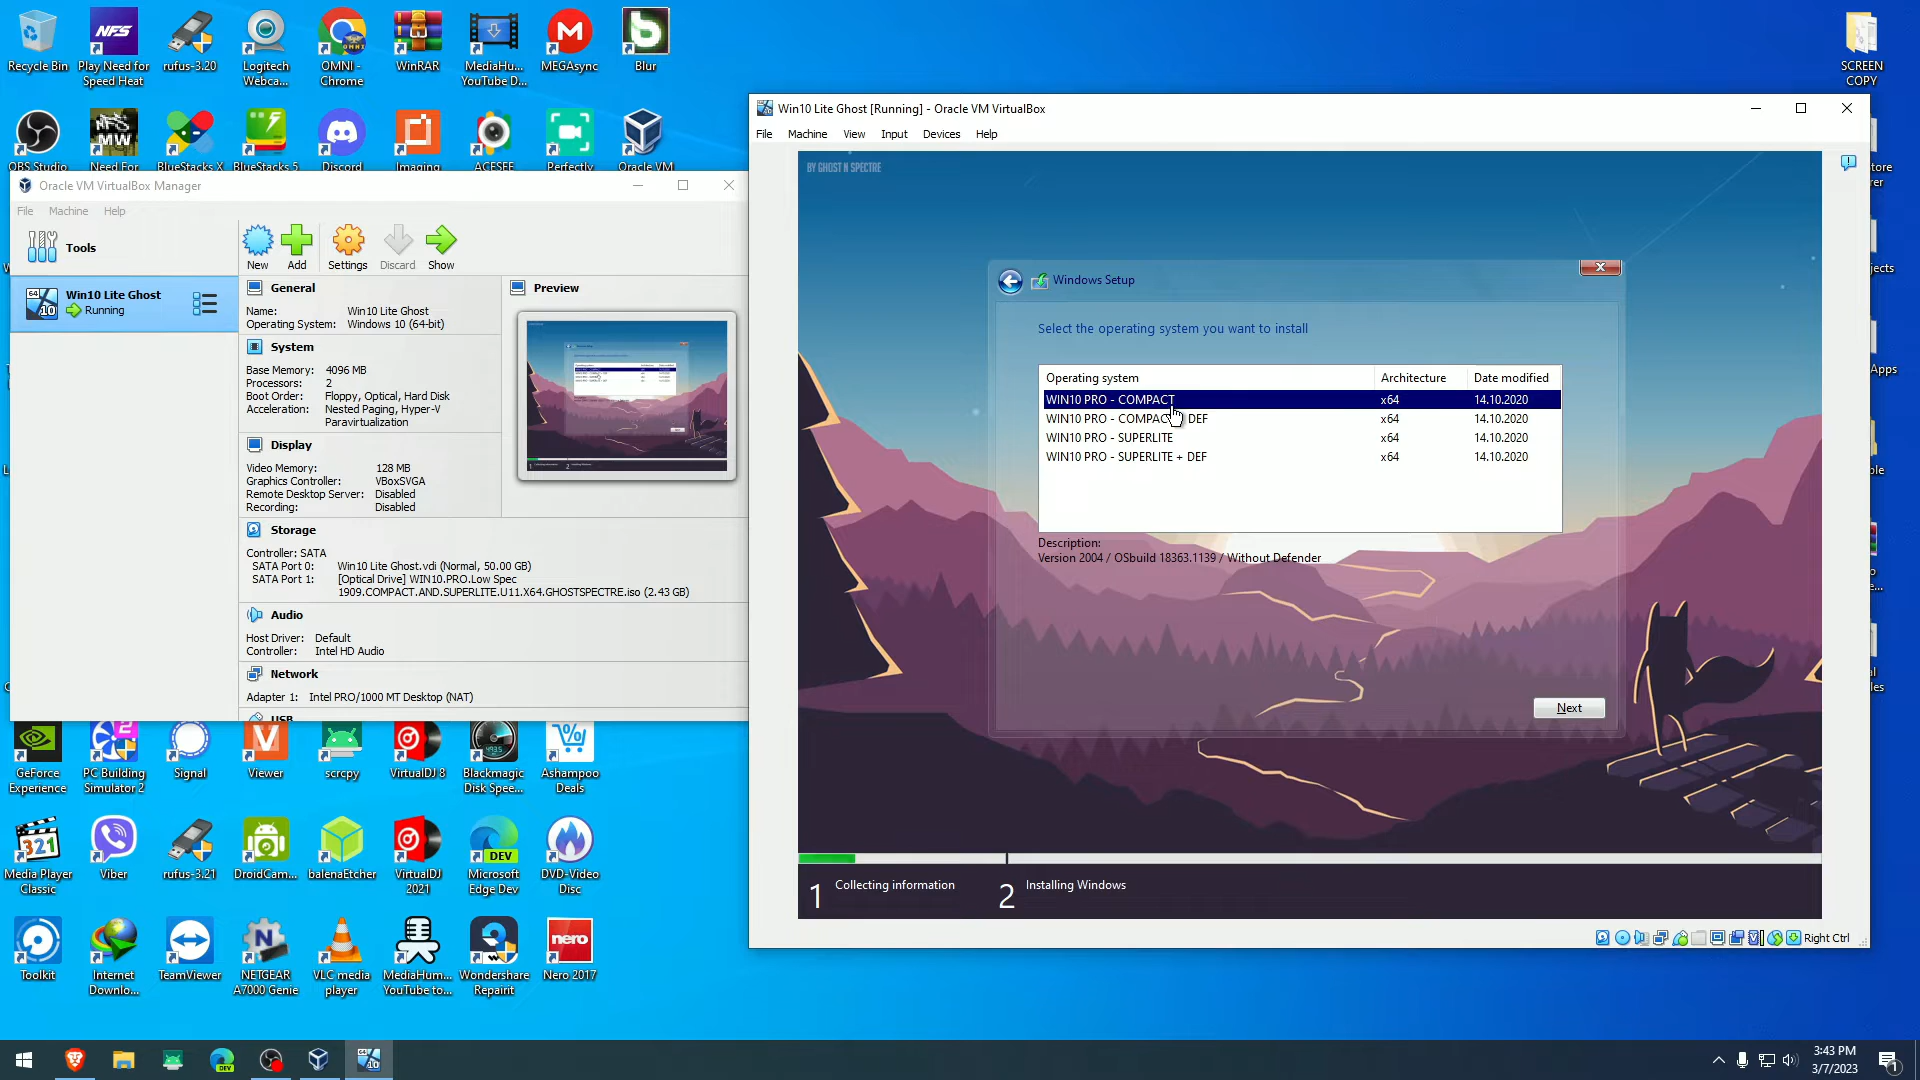 Recycle Bin
Play Need for
Speed Heat
rufus-3.20
Logitech
Webca...
OMNI -
Chrome
WinRAR
MediaHu...
YouTube D...
MEGAsync
Blur
SCREEN
COPY
OBS Studio
Need For
BlueStacks X
BlueStacks 5
Discord
Imaging
ACESEE
Perfectly
Oracle VM
Oracle VM VirtualBox Manager
File
Machine
Help
Tools
New
Add
Settings
Discard
Show
Win10 Lite Ghost
Running
General
Name: Win10 Lite Ghost
Operating System: Windows 10 (64-bit)
System
Base Memory: 4096 MB
Processors: 2
Boot Order: Floppy, Optical, Hard Disk
Acceleration: Nested Paging, Hyper-V
Paravirtualization
Display
Video Memory: 128 MB
Graphics Controller: VBoxSVGA
Remote Desktop Server: Disabled
Recording: Disabled
Storage
Controller: SATA
SATA Port 0: Win10 Lite Ghost.vdi (Normal, 50.00 GB)
SATA Port 1: [Optical Drive] WIN10.PRO.Low Spec
1909.COMPACT.AND.SUPERLITE.U11.X64.GHOSTSPECTRE.iso (2.43 GB)
Audio
Host Driver: Default
Controller: Intel HD Audio
Network
Adapter 1: Intel PRO/1000 MT Desktop (NAT)
USB
Preview
Win10 Lite Ghost [Running] - Oracle VM VirtualBox
File
Machine
View
Input
Devices
Help
BY GHOST N SPECTRE
Windows Setup
Select the operating system you want to install
Operating system Architecture Date modified
WIN10 PRO - COMPACT x64 14.10.2020
WIN10 PRO - COMPACT DEF x64 14.10.2020
WIN10 PRO - SUPERLITE x64 14.10.2020
WIN10 PRO - SUPERLITE + DEF x64 14.10.2020
Description:
Version 2004 / OSbuild 18363.1139 / Without Defender
Next
1 Collecting information
2 Installing Windows
Right Ctrl
GeForce
Experience
PC Building
Simulator 2
Signal
Viewer
scrcpy
VirtualDJ 8
Blackmagic
Disk Spee...
Ashampoo
Deals
Media Player
Classic
Viber
rufus-3.21
DroidCam...
balenaEtcher
VirtualDJ
2021
Microsoft
Edge Dev
DVD-Video
Disc
Toolkit
Internet
Downlo...
TeamViewer
NETGEAR
A7000 Genie
VLC media
player
MediaHum...
YouTube to...
Wondershare
Repairit
Nero 2017
3:43 PM
3/7/2023